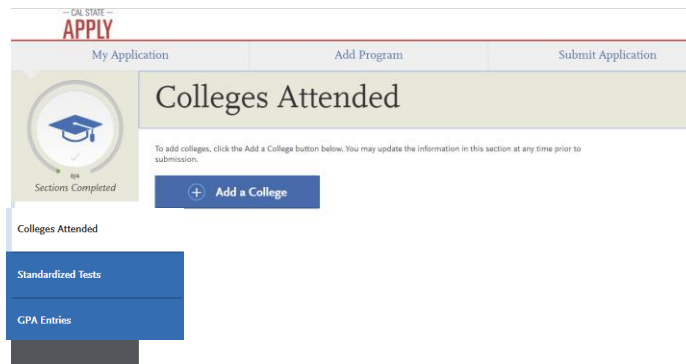 CAL STATE
APPLY
My Application Add Program Submit Application
Colleges Attended
To add colleges, click the Add a College button below. You may update the information in this section at any time prior to
submission.
0/4
Sections Completed
Add a College
Colleges Attended
Standardized Tests
GPA Entries